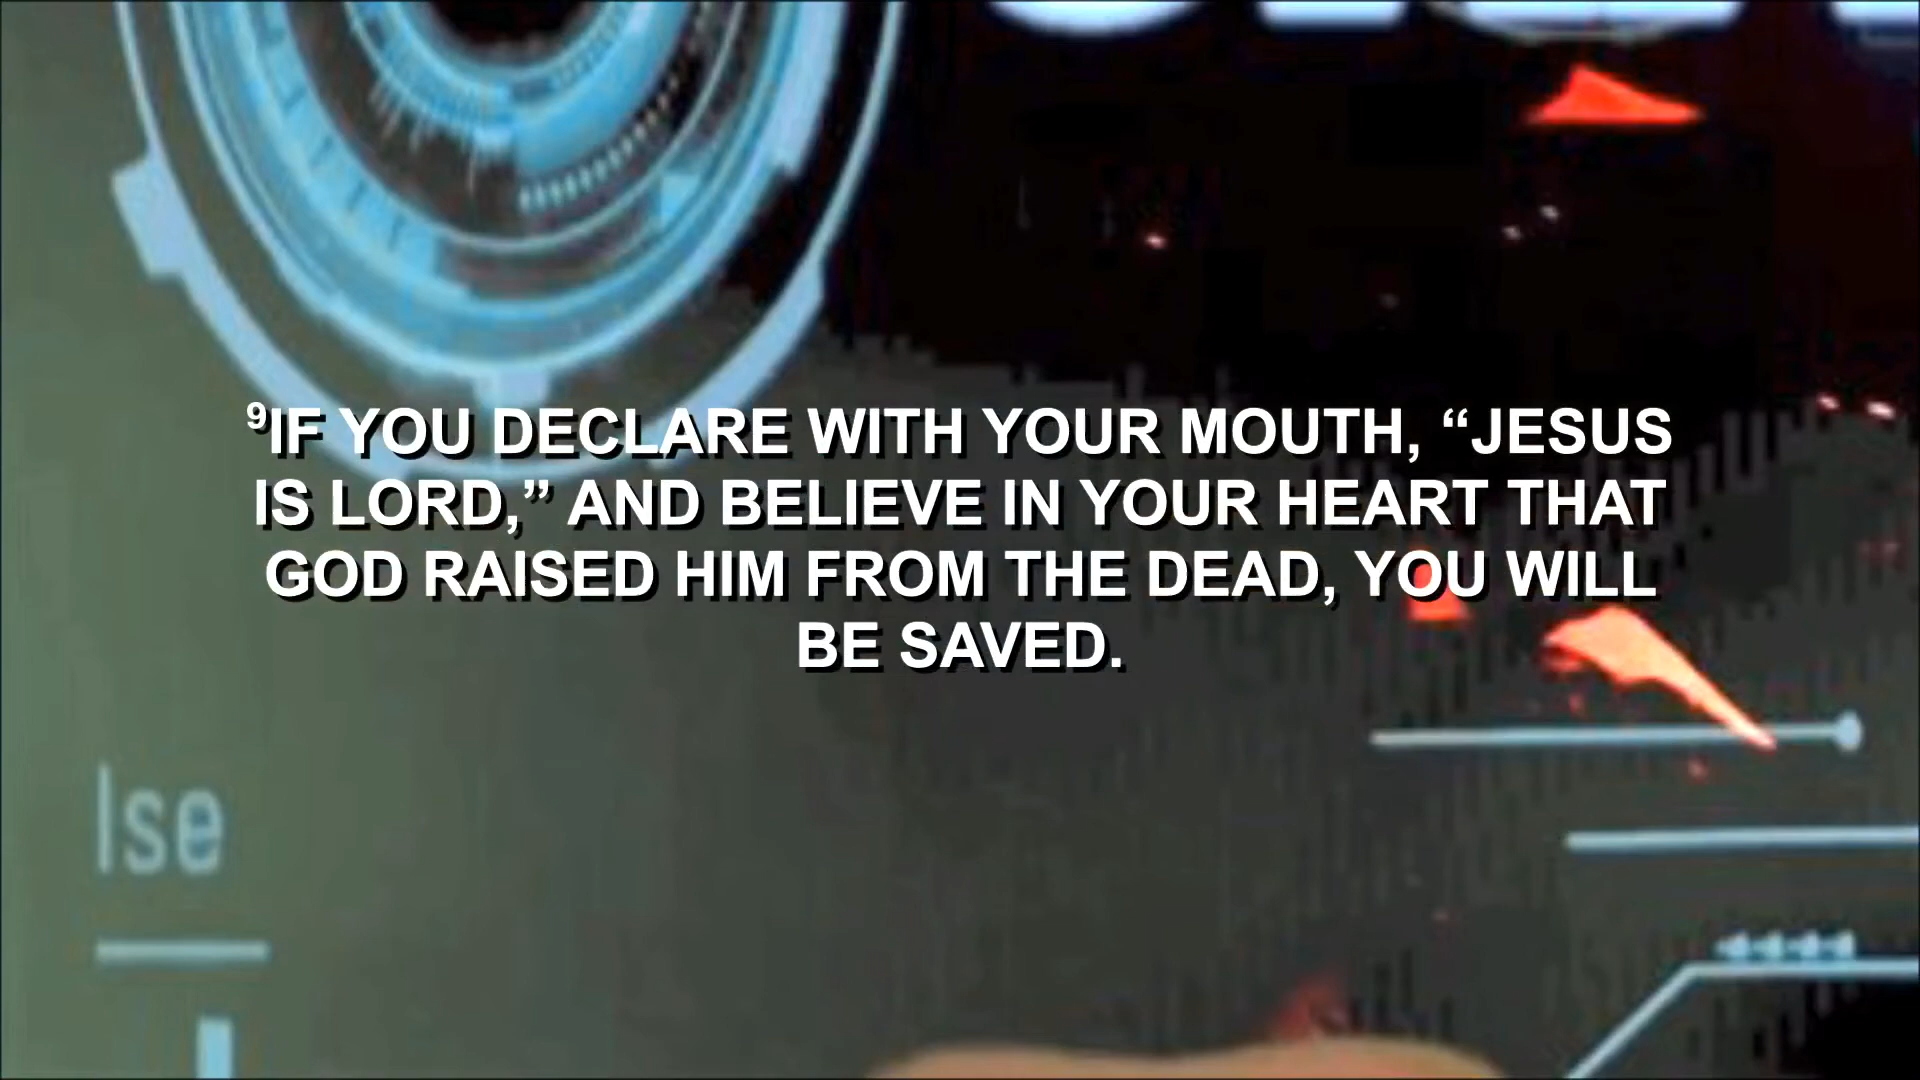 ⁹IF YOU DECLARE WITH YOUR MOUTH, “JESUS
IS LORD,” AND BELIEVE IN YOUR HEART THAT
GOD RAISED HIM FROM THE DEAD, YOU WILL
BE SAVED.
lse